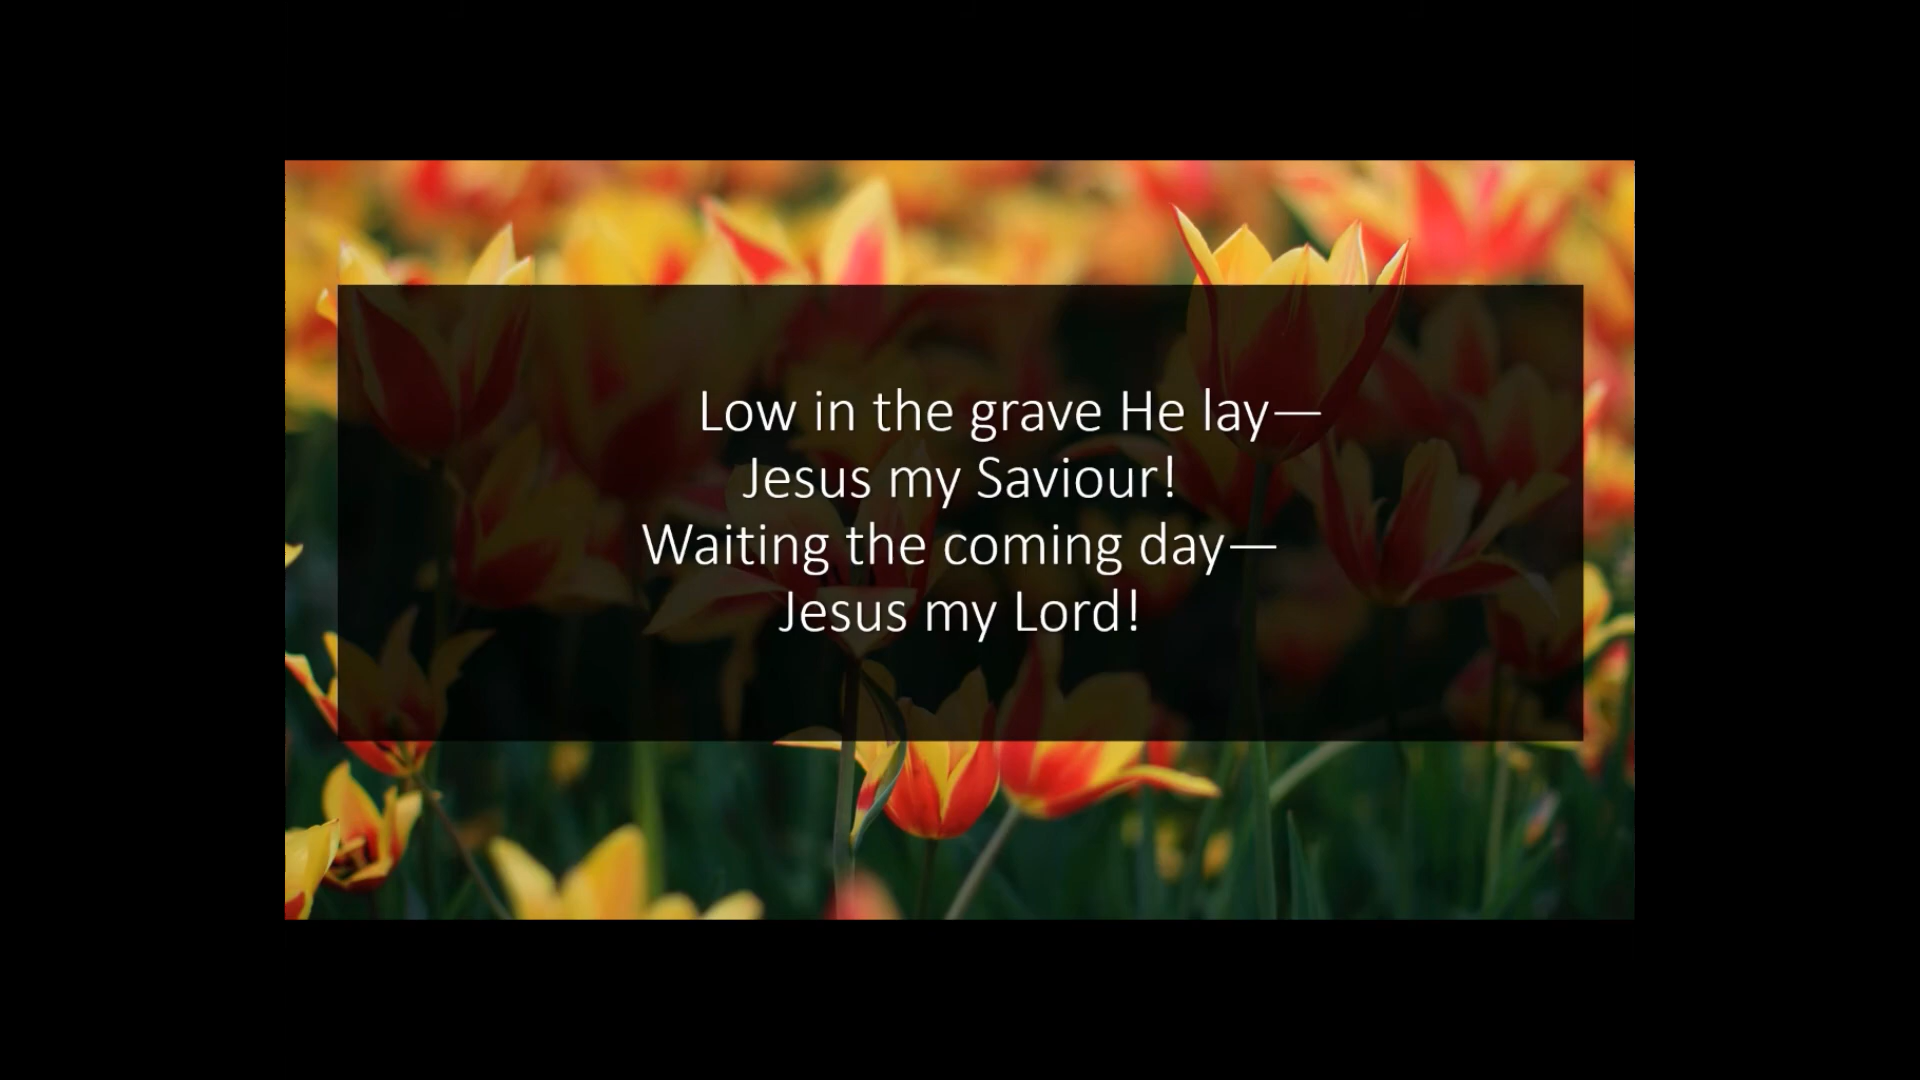 Low in the grave He lay—
Jesus my Saviour!
Waiting the coming day—
Jesus my Lord!